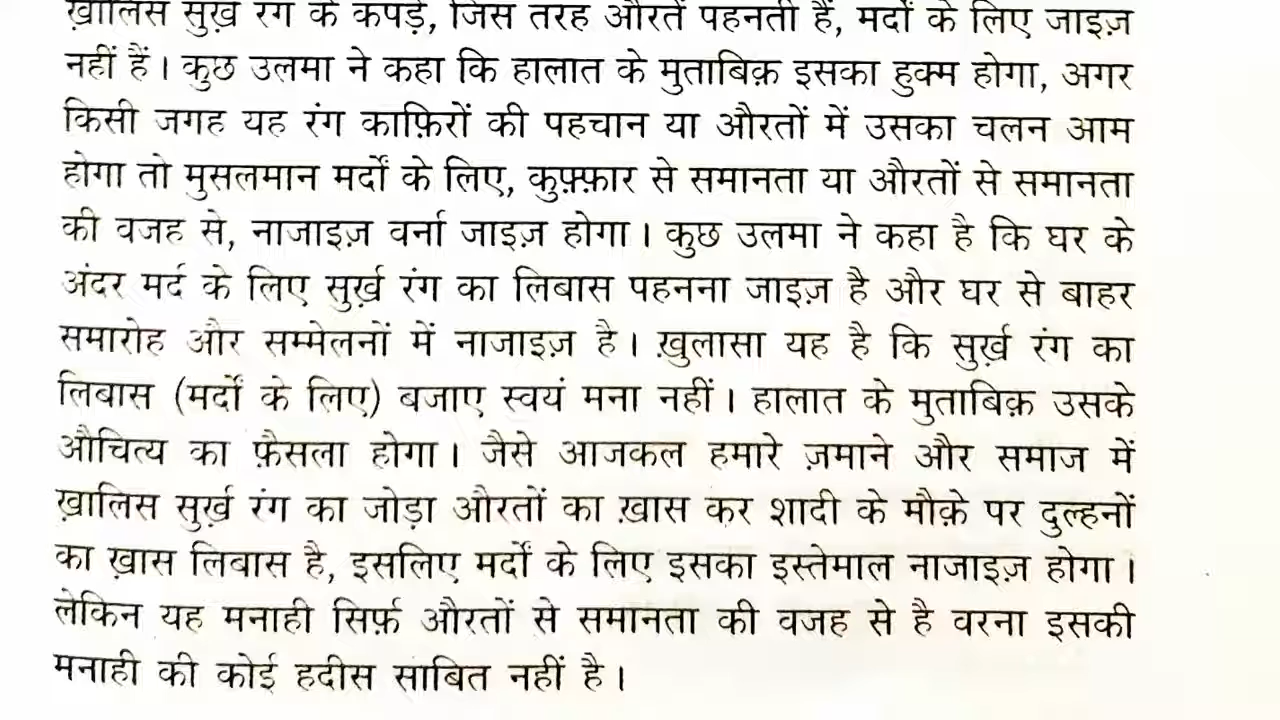 ख़ालिस सुर्ख़ रंग के कपड़े, जिस तरह औरतें पहनती हैं, मर्दों के लिए जाइज़
नहीं हैं। कुछ उलमा ने कहा कि हालात के मुताबिक़ इसका हुक्म होगा, अगर
किसी जगह यह रंग काफ़िरों की पहचान या औरतों में उसका चलन आम
होगा तो मुसलमान मर्दों के लिए, कुफ़्फ़ार से समानता या औरतों से समानता
की वजह से, नाजाइज़ वर्ना जाइज़ होगा। कुछ उलमा ने कहा है कि घर के
अंदर मर्द के लिए सुर्ख़ रंग का लिबास पहनना जाइज़ है और घर से बाहर
समारोह और सम्मेलनों में नाजाइज़ है। ख़ुलासा यह है कि सुर्ख़ रंग का
लिबास (मर्दों के लिए) बजाए स्वयं मना नहीं। हालात के मुताबिक़ उसके
औचित्य का फ़ैसला होगा। जैसे आजकल हमारे ज़माने और समाज में
ख़ालिस सुर्ख़ रंग का जोड़ा औरतों का ख़ास कर शादी के मौक़े पर दुल्हनों
का ख़ास लिबास है, इसलिए मर्दों के लिए इसका इस्तेमाल नाजाइज़ होगा।
लेकिन यह मनाही सिर्फ़ औरतों से समानता की वजह से है वरना इसकी
मनाही की कोई हदीस साबित नहीं है।